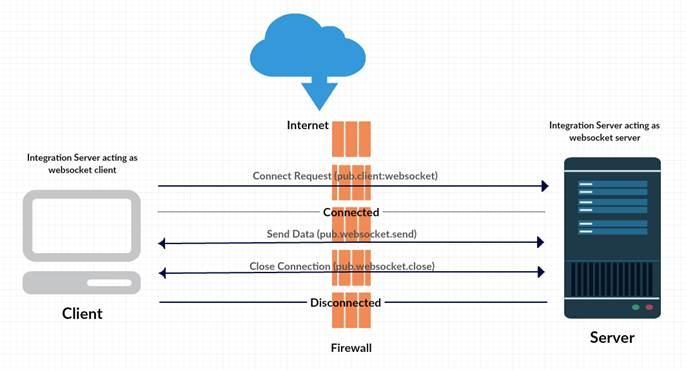 Internet
Integration Server acting as
websocket server
Integration Server acting as
websocket client
Connect Request (pub.client:websocket)
Connected
Send Data (pub.websocket.send)
Close Connection (pub.websocket.close)
Disconnected
Client
Server
Firewall